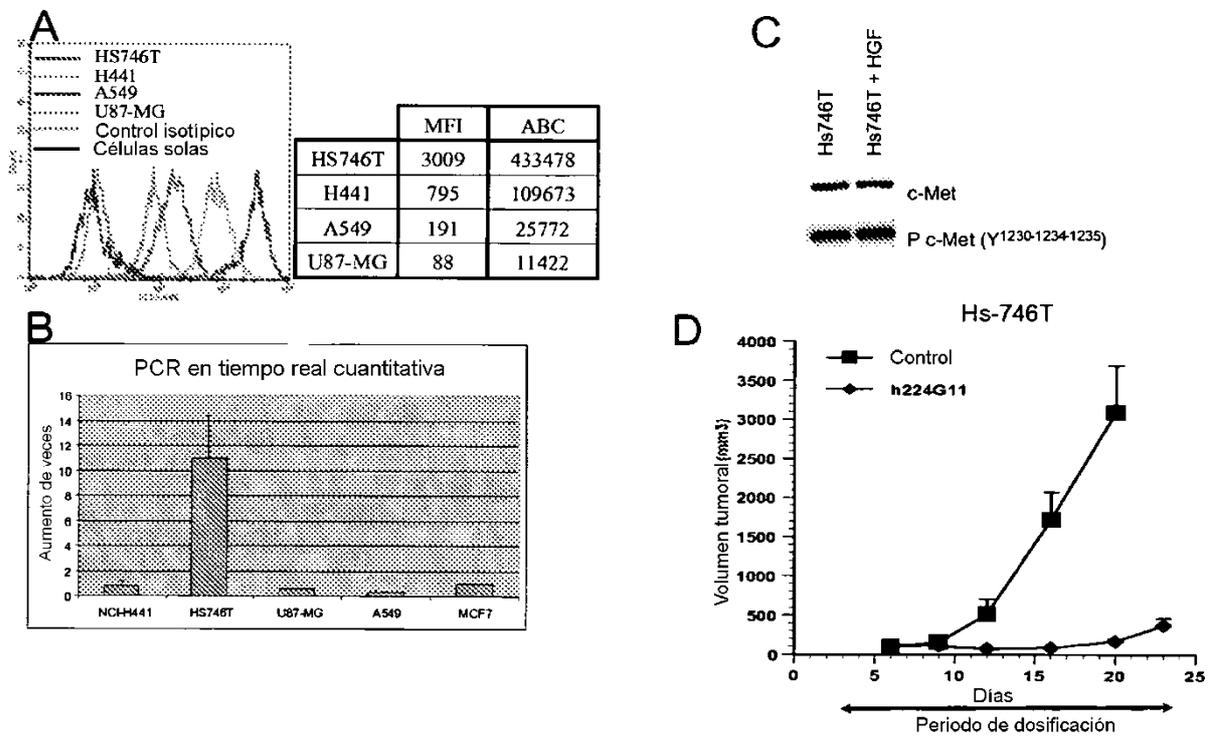 A
HS746T
H441
A549
U87-MG
Control isotípico
Células solas
MFI ABC
HS746T 3009 433478
H441 795 109673
A549 191 25772
U87-MG 88 11422
B
PCR en tiempo real cuantitativa
Aumento de veces
16
14
12
10
8
6
4
2
0
NCI-H441 HS746T U87-MG A549 MCF7
C
Hs746T
Hs746T + HGF
c-Met
P c-Met (Y1230-1234-1235)
D
Hs-746T
Control
h224G11
Volumen tumoral (mm3)
4000
3500
3000
2500
2000
1500
1000
500
0
0 5 10 15 20 25
Días
Periodo de dosificación